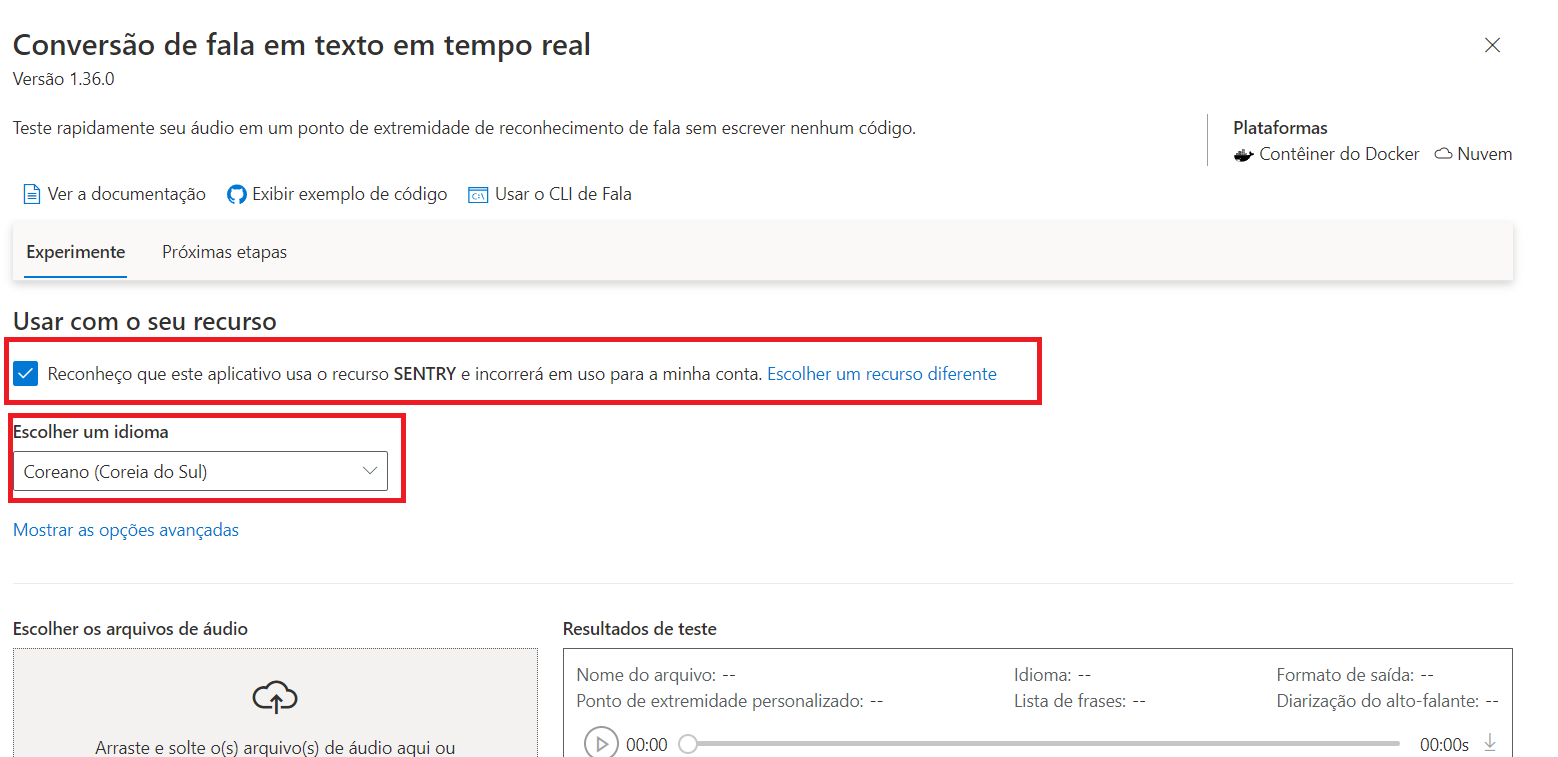 Conversão de fala em texto em tempo real
Versão 1.36.0
Teste rapidamente seu áudio em um ponto de extremidade de reconhecimento de fala sem escrever nenhum código.
Plataformas
Contêiner do Docker Nuvem
Ver a documentação Exibir exemplo de código Usar o CLI de Fala
Experimente Próximas etapas
Usar com o seu recurso
Reconheço que este aplicativo usa o recurso SENTRY e incorrerá em uso para a minha conta. Escolher um recurso diferente
Escolher um idioma
Coreano (Coreia do Sul)
Mostrar as opções avançadas
Escolher os arquivos de áudio
Arraste e solte o(s) arquivo(s) de áudio aqui ou
Resultados de teste
Nome do arquivo: -- Idioma: -- Formato de saída: --
Ponto de extremidade personalizado: -- Lista de frases: -- Diarização do alto-falante: --
00:00 00:00s